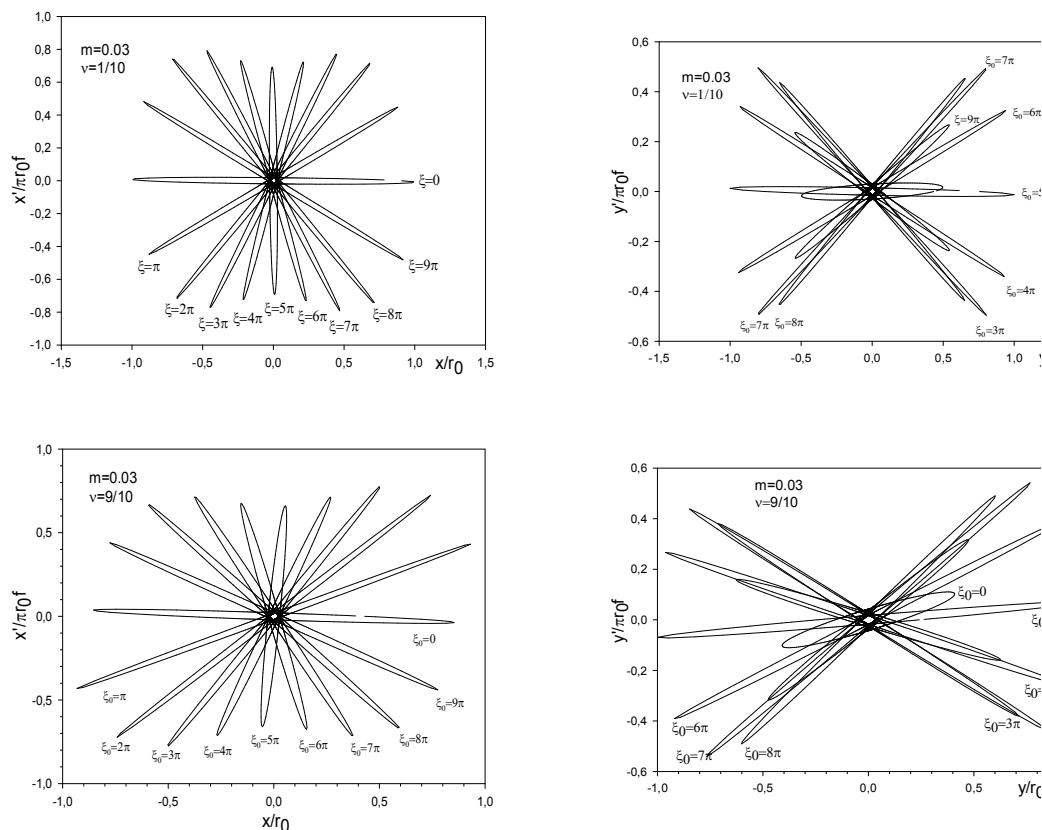 1,0
0,8
0,6
0,4
0,2
0,0
-0,2
-0,4
-0,6
-0,8
-1,0
x'/πr0f
m=0.03
ν=1/10
ξ=0
ξ=π
ξ=2π
ξ=3π
ξ=4π
ξ=5π
ξ=6π
ξ=7π
ξ=8π
ξ=9π
-1,5
-1,0
-0,5
0,0
0,5
1,0
1,5
x/r0
0,6
0,4
0,2
0,0
-0,2
-0,4
-0,6
y'/πr0f
m=0.03
ν=1/10
ξ0=7π
ξ0=6π
ξ=9π
ξ0=5
ξ0=4π
ξ0=3π
ξ0=7π
ξ0=8π
-1,5
-1,0
-0,5
0,0
0,5
1,0
y
1,0
0,5
0,0
-0,5
-1,0
x'/πr0f
m=0.03
ν=9/10
ξ0=0
ξ0=π
ξ0=2π
ξ0=3π
ξ0=4π
ξ0=5π
ξ0=6π
ξ0=7π
ξ0=8π
ξ0=9π
-1,0
-0,5
0,0
0,5
1,0
x/r0
0,6
0,4
0,2
0,0
-0,2
-0,4
-0,6
y'/πr0f
m=0.03
ν=9/10
ξ0=0
ξ0
ξ0=
ξ0=3π
ξ0=6π
ξ0=7π
ξ0=8π
-1,0
-0,5
0,0
0,5
y/r0